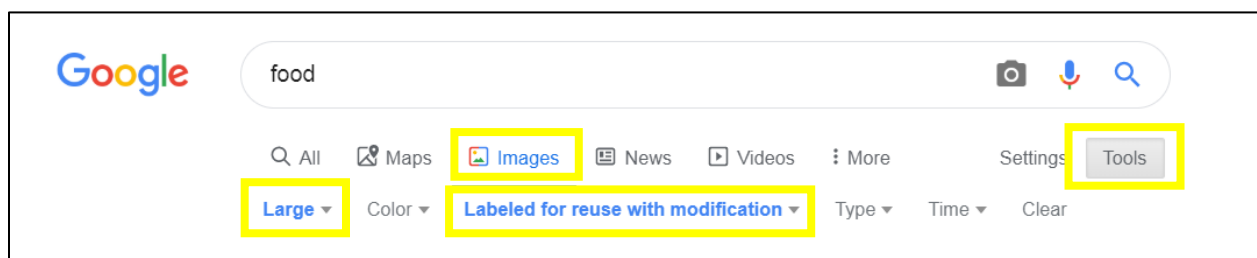 Google food
All Maps Images News Videos More Settings Tools
Large Color Labeled for reuse with modification Type Time Clear